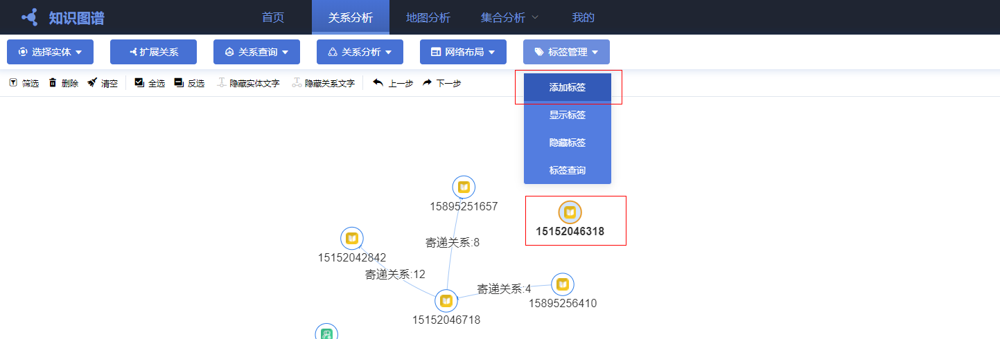 知识图谱
首页
关系分析
地图分析
集合分析
我的
选择实体
扩展关系
关系查询
关系分析
网络布局
标签管理
筛选
删除
清空
全选
反选
隐藏实体文字
隐藏关系文字
上一步
下一步
添加标签
显示标签
隐藏标签
标签查询
15895251657
15152046318
寄递关系:8
15152042842
寄递关系:12
寄递关系:4
15895256410
15152046718